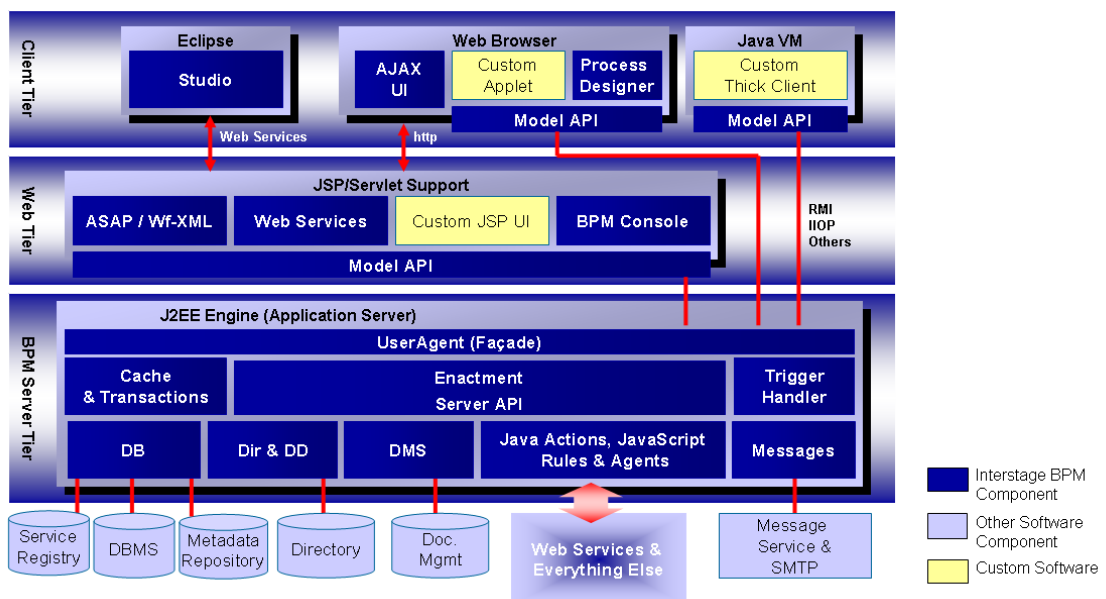 Client Tier
Eclipse
Studio
Web Browser
AJAX
UI
Custom
Applet
Process
Designer
Model API
Java VM
Custom
Thick Client
Model API
Web Services
http
Web Tier
JSP/Servlet Support
ASAP / Wf-XML
Web Services
Custom JSP UI
BPM Console
Model API
RMI
IIOP
Others
BPM Server Tier
J2EE Engine (Application Server)
UserAgent (Façade)
Cache
& Transactions
Enactment
Server API
Trigger
Handler
DB
Dir & DD
DMS
Java Actions, JavaScript
Rules & Agents
Messages
Service
Registry
DBMS
Metadata
Repository
Directory
Doc.
Mgmt
Web Services &
Everything Else
Message
Service &
SMTP
Interstage BPM
Component
Other Software
Component
Custom Software